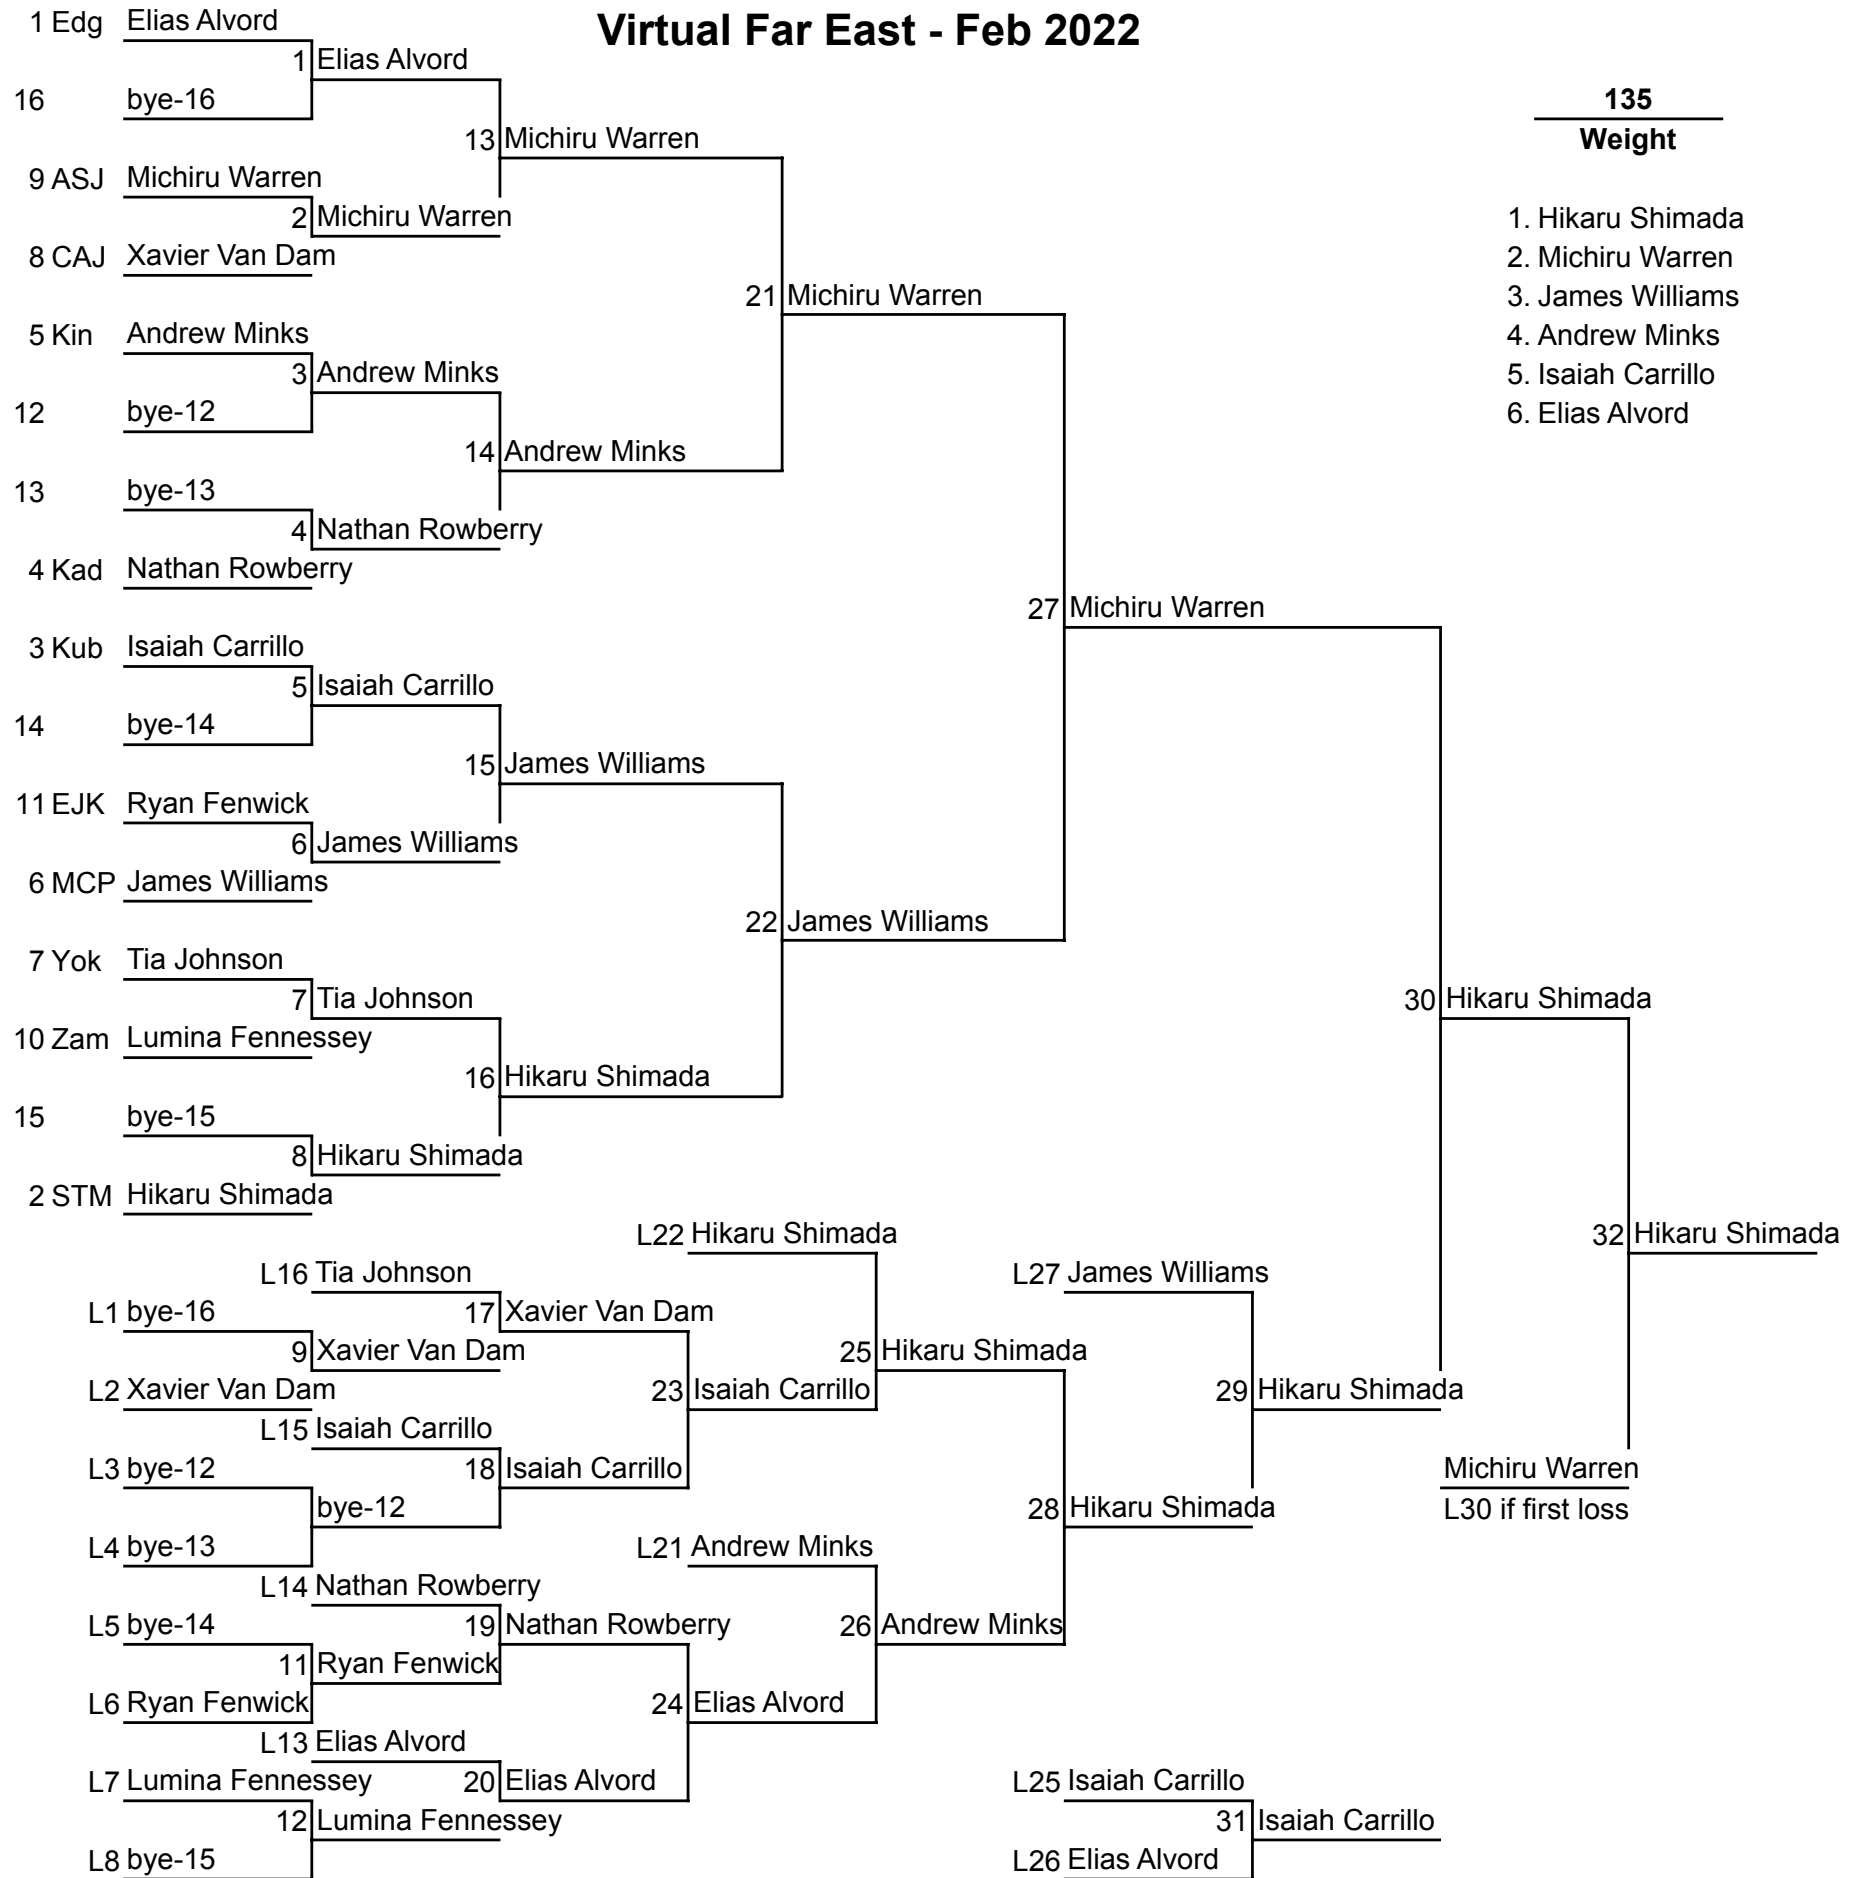 Virtual Far East - Feb 2022
135
Weight
1. Hikaru Shimada
2. Michiru Warren
3. James Williams
4. Andrew Minks
5. Isaiah Carrillo
6. Elias Alvord
1 Edg Elias Alvord
1 Elias Alvord
16 bye-16
13 Michiru Warren
9 ASJ Michiru Warren
2 Michiru Warren
8 CAJ Xavier Van Dam
21 Michiru Warren
5 Kin Andrew Minks
3 Andrew Minks
12 bye-12
14 Andrew Minks
13 bye-13
4 Nathan Rowberry
4 Kad Nathan Rowberry
27 Michiru Warren
3 Kub Isaiah Carrillo
5 Isaiah Carrillo
14 bye-14
15 James Williams
11 EJK Ryan Fenwick
6 James Williams
6 MCP James Williams
22 James Williams
7 Yok Tia Johnson
7 Tia Johnson
30 Hikaru Shimada
10 Zam Lumina Fennessey
16 Hikaru Shimada
15 bye-15
8 Hikaru Shimada
2 STM Hikaru Shimada
L22 Hikaru Shimada
32 Hikaru Shimada
L16 Tia Johnson
L27 James Williams
L1 bye-16
17 Xavier Van Dam
9 Xavier Van Dam
25 Hikaru Shimada
L2 Xavier Van Dam
23 Isaiah Carrillo
29 Hikaru Shimada
L15 Isaiah Carrillo
L3 bye-12
18 Isaiah Carrillo
Michiru Warren
bye-12
28 Hikaru Shimada
L30 if first loss
L4 bye-13
L21 Andrew Minks
L14 Nathan Rowberry
L5 bye-14
19 Nathan Rowberry
26 Andrew Minks
11 Ryan Fenwick
L6 Ryan Fenwick
24 Elias Alvord
L13 Elias Alvord
L7 Lumina Fennessey
20 Elias Alvord
L25 Isaiah Carrillo
12 Lumina Fennessey
31 Isaiah Carrillo
L8 bye-15
L26 Elias Alvord